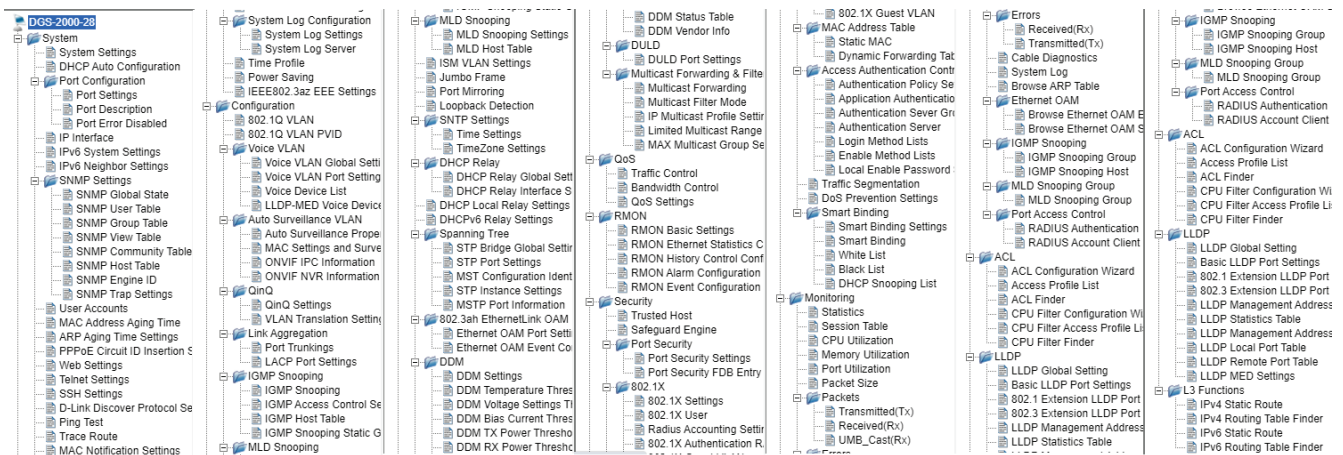 DGS-2000-28
System
System Settings
DHCP Auto Configuration
Port Configuration
Port Settings
Port Description
Port Error Disabled
IP Interface
IPv6 System Settings
IPv6 Neighbor Settings
SNMP Settings
SNMP Global State
SNMP User Table
SNMP Group Table
SNMP View Table
SNMP Community Table
SNMP Host Table
SNMP Engine ID
SNMP Trap Settings
User Accounts
MAC Address Aging Time
ARP Aging Time Settings
PPPoE Circuit ID Insertion S
Web Settings
Telnet Settings
SSH Settings
D-Link Discover Protocol Se
Ping Test
Trace Route
MAC Notification Settings
System Log Configuration
System Log Settings
System Log Server
Time Profile
Power Saving
IEEE802.3az EEE Settings
Configuration
802.1Q VLAN
802.1Q VLAN PVID
Voice VLAN
Voice VLAN Global Setti
Voice VLAN Port Setting
Voice Device List
LLDP-MED Voice Device
Auto Surveillance VLAN
Auto Surveillance Prope
MAC Settings and Surve
ONVIF IPC Information
ONVIF NVR Information
QinQ
QinQ Settings
VLAN Translation Setting
Link Aggregation
Port Trunkings
LACP Port Settings
IGMP Snooping
IGMP Snooping
IGMP Access Control Se
IGMP Host Table
IGMP Snooping Static G
MLD Snooping
MLD Snooping
MLD Snooping Settings
MLD Host Table
ISM VLAN Settings
Jumbo Frame
Port Mirroring
Loopback Detection
SNTP Settings
Time Settings
TimeZone Settings
DHCP Relay
DHCP Relay Global Sett
DHCP Relay Interface S
DHCP Local Relay Settings
DHCPv6 Relay Settings
Spanning Tree
STP Bridge Global Settir
STP Port Settings
MST Configuration Ident
STP Instance Settings
MSTP Port Information
802.3ah EthernetLink OAM
Ethernet OAM Port Setti
Ethernet OAM Event Co
DDM
DDM Settings
DDM Temperature Thres
DDM Voltage Settings Tl
DDM Bias Current Thres
DDM TX Power Thresho
DDM RX Power Threshc
DDM Status Table
DDM Vendor Info
DULD
DULD Port Settings
Multicast Forwarding & Filte
Multicast Forwarding
Multicast Filter Mode
IP Multicast Profile Settir
Limited Multicast Range
MAX Multicast Group Se
QoS
Traffic Control
Bandwidth Control
QoS Settings
RMON
RMON Basic Settings
RMON Ethernet Statistics C
RMON History Control Conf
RMON Alarm Configuration
RMON Event Configuration
Security
Trusted Host
Safeguard Engine
Port Security
Port Security Settings
Port Security FDB Entry
802.1X
802.1X Settings
802.1X User
Radius Accounting Settir
802.1X Authentication R
802.1X Guest VLAN
MAC Address Table
Static MAC
Dynamic Forwarding Tab
Access Authentication Contr
Authentication Policy Se
Application Authenticatio
Authentication Sever Gro
Authentication Server
Login Method Lists
Enable Method Lists
Local Enable Password
Traffic Segmentation
DoS Prevention Settings
Smart Binding
Smart Binding Settings
Smart Binding
White List
Black List
DHCP Snooping List
Monitoring
Statistics
Session Table
CPU Utilization
Memory Utilization
Port Utilization
Packet Size
Packets
Transmitted(Tx)
Received(Rx)
UMB_Cast(Rx)
Errors
Errors
Received(Rx)
Transmitted(Tx)
Cable Diagnostics
System Log
Browse ARP Table
Ethernet OAM
Browse Ethernet OAM E
Browse Ethernet OAM S
IGMP Snooping
IGMP Snooping Group
IGMP Snooping Host
MLD Snooping Group
MLD Snooping Group
Port Access Control
RADIUS Authentication
RADIUS Account Client
ACL
ACL Configuration Wizard
Access Profile List
ACL Finder
CPU Filter Configuration Wi
CPU Filter Access Profile Li
CPU Filter Finder
LLDP
LLDP Global Setting
Basic LLDP Port Settings
802.1 Extension LLDP Port
802.3 Extension LLDP Port
LLDP Management Address
LLDP Statistics Table
IGMP Snooping
IGMP Snooping Group
IGMP Snooping Host
MLD Snooping Group
MLD Snooping Group
Port Access Control
RADIUS Authentication
RADIUS Account Client
ACL
ACL Configuration Wizard
Access Profile List
ACL Finder
CPU Filter Configuration Wi
CPU Filter Access Profile Lis
CPU Filter Finder
LLDP
LLDP Global Setting
Basic LLDP Port Settings
802.1 Extension LLDP Port
802.3 Extension LLDP Port
LLDP Management Address
LLDP Statistics Table
LLDP Management Address
LLDP Local Port Table
LLDP Remote Port Table
LLDP MED Settings
L3 Functions
IPv4 Static Route
IPv4 Routing Table Finder
IPv6 Static Route
IPv6 Routing Table Finder